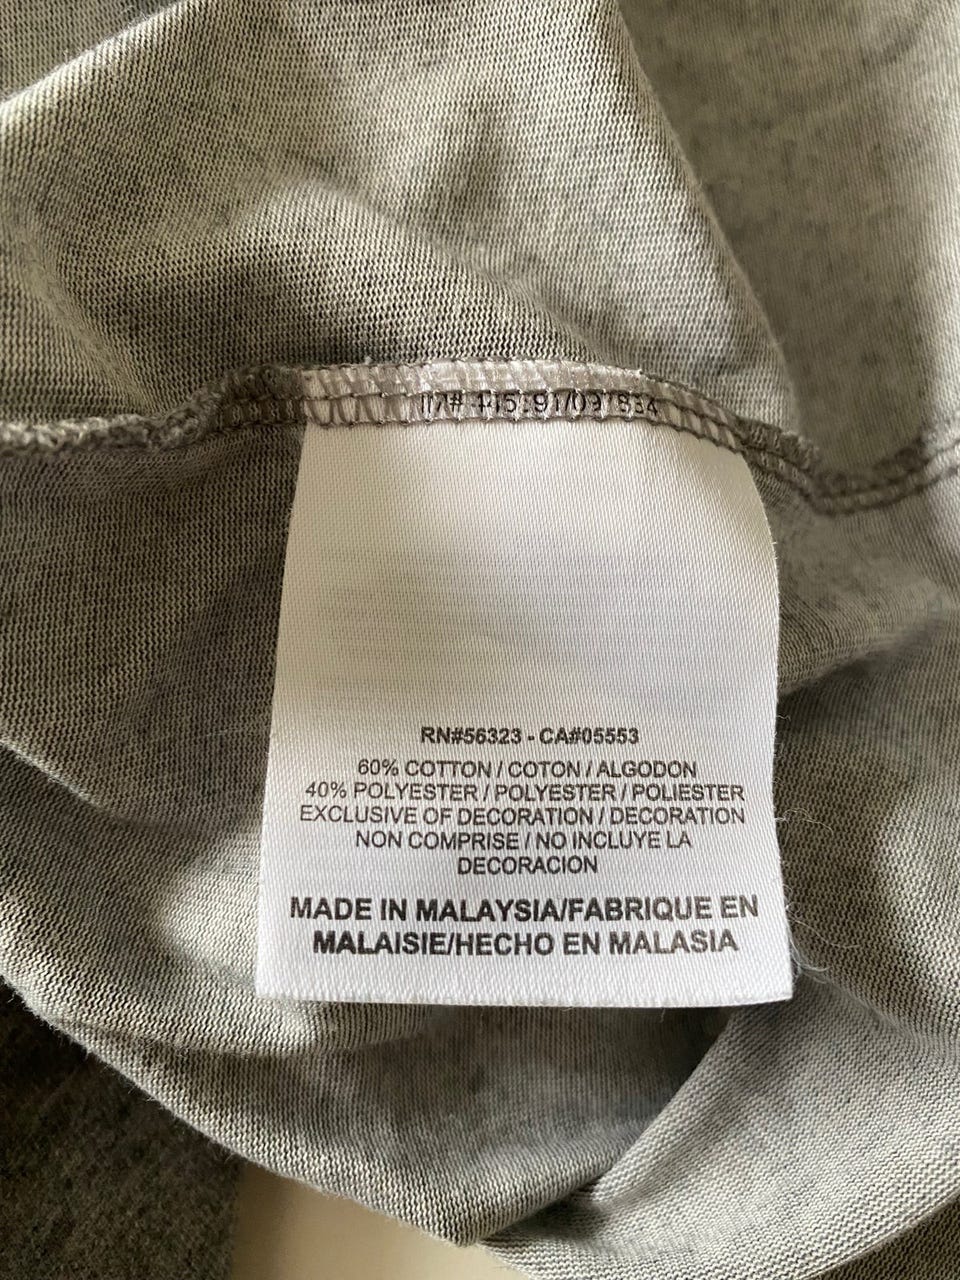 RN#56323 - CA#05553
60% COTTON / COTON / ALGODON
40% POLYESTER / POLYESTER / POLIESTER
EXCLUSIVE OF DECORATION / DECORATION
NON COMPRISE / NO INCLUYE LA
DECORACION
MADE IN MALAYSIA/FABRIQUE EN
MALAISIE/HECHO EN MALASIA